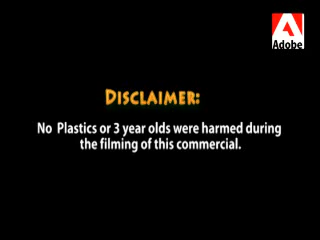 Adobe
Disclaimer:
No Plastics or 3 year olds were harmed during
the filming of this commercial.